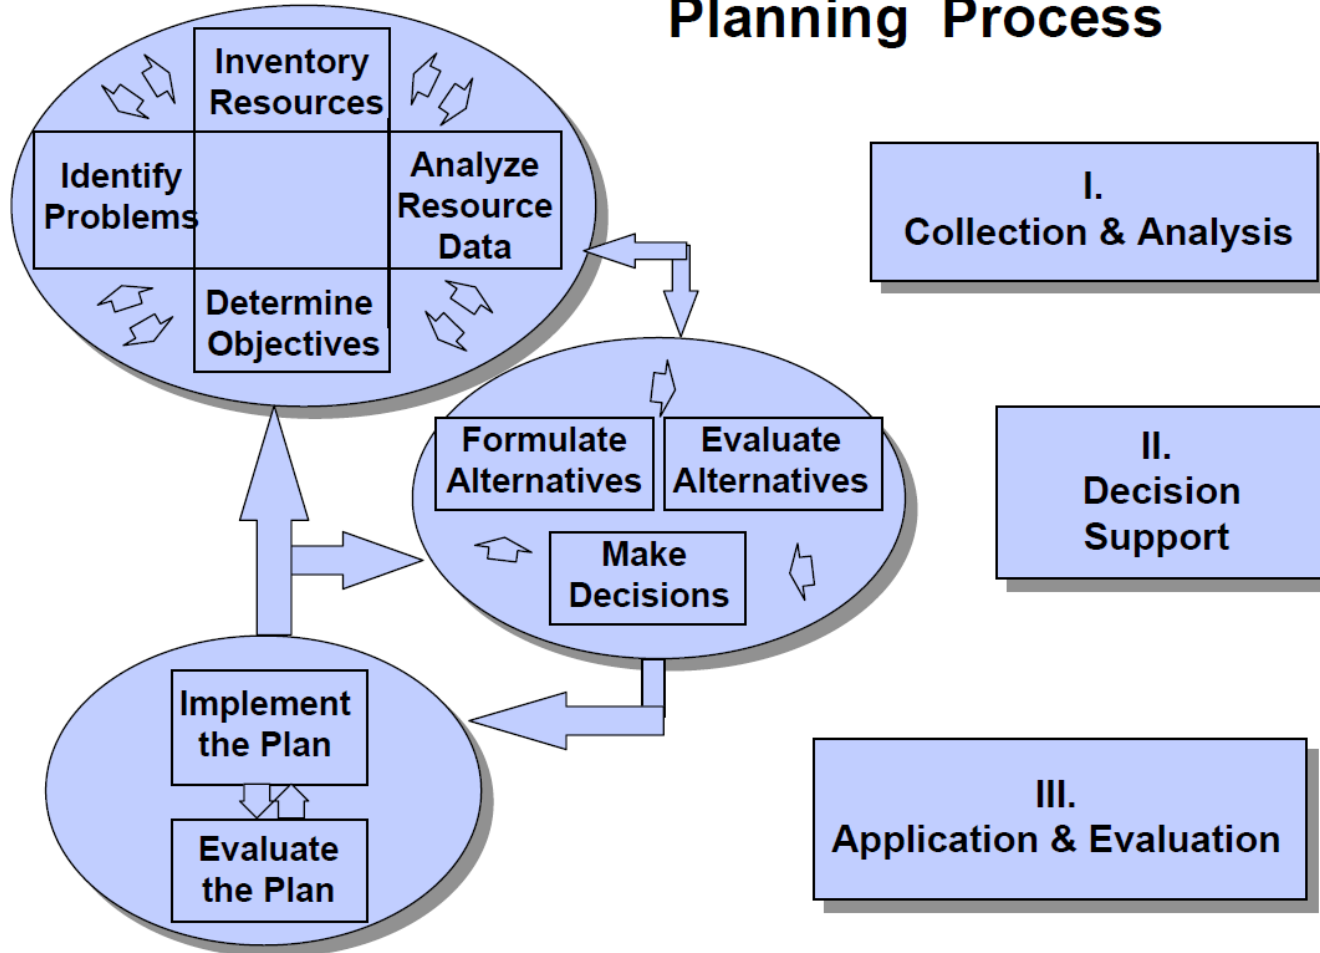 Planning Process
Inventory
Resources
Identify
Problems
Analyze
Resource
Data
Determine
Objectives
I.
Collection & Analysis
Formulate
Alternatives
Evaluate
Alternatives
Make
Decisions
II.
Decision
Support
Implement
the Plan
Evaluate
the Plan
III.
Application & Evaluation